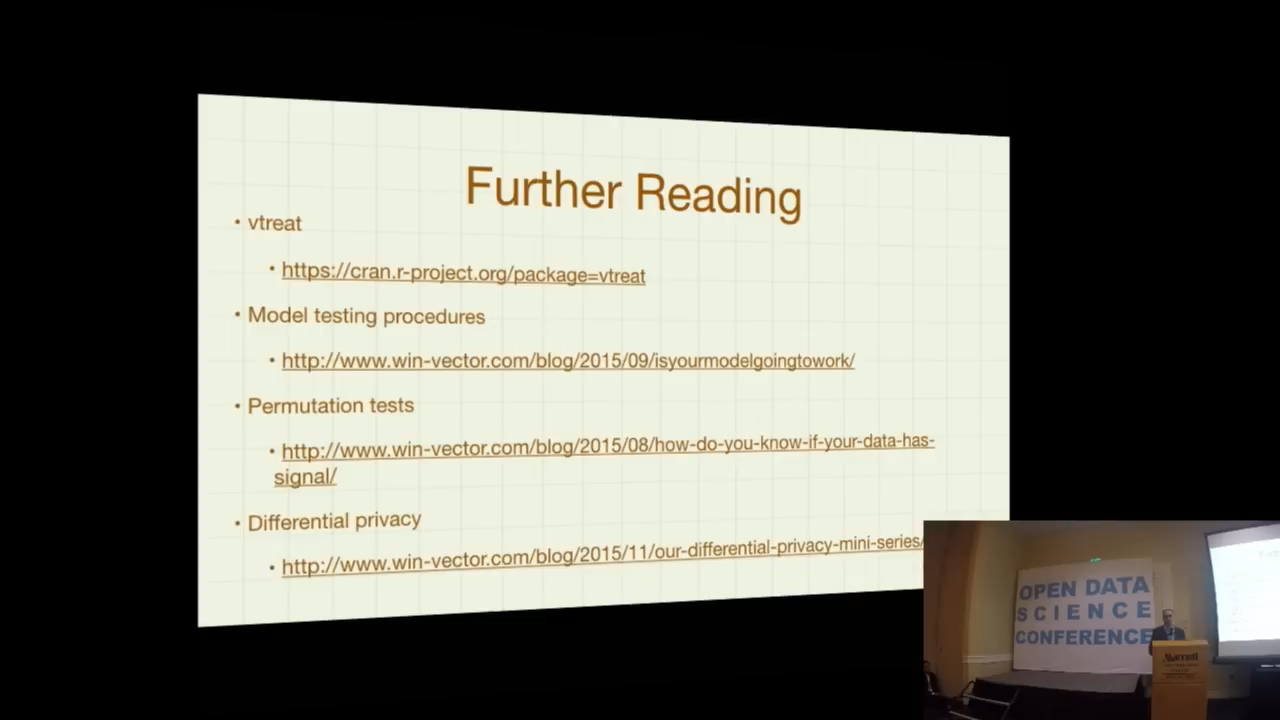 Further Reading
• vtreat
• https://cran.r-project.org/package=vtreat
• Model testing procedures
• http://www.win-vector.com/blog/2015/09/isyourmodelgoingtowork/
• Permutation tests
• http://www.win-vector.com/blog/2015/08/how-do-you-know-if-your-data-has-
signal/
• Differential privacy
• http://www.win-vector.com/blog/2015/11/our-differential-privacy-mini-series/
OPEN DATA
SCIENCE
CONFERENCE
Marriott